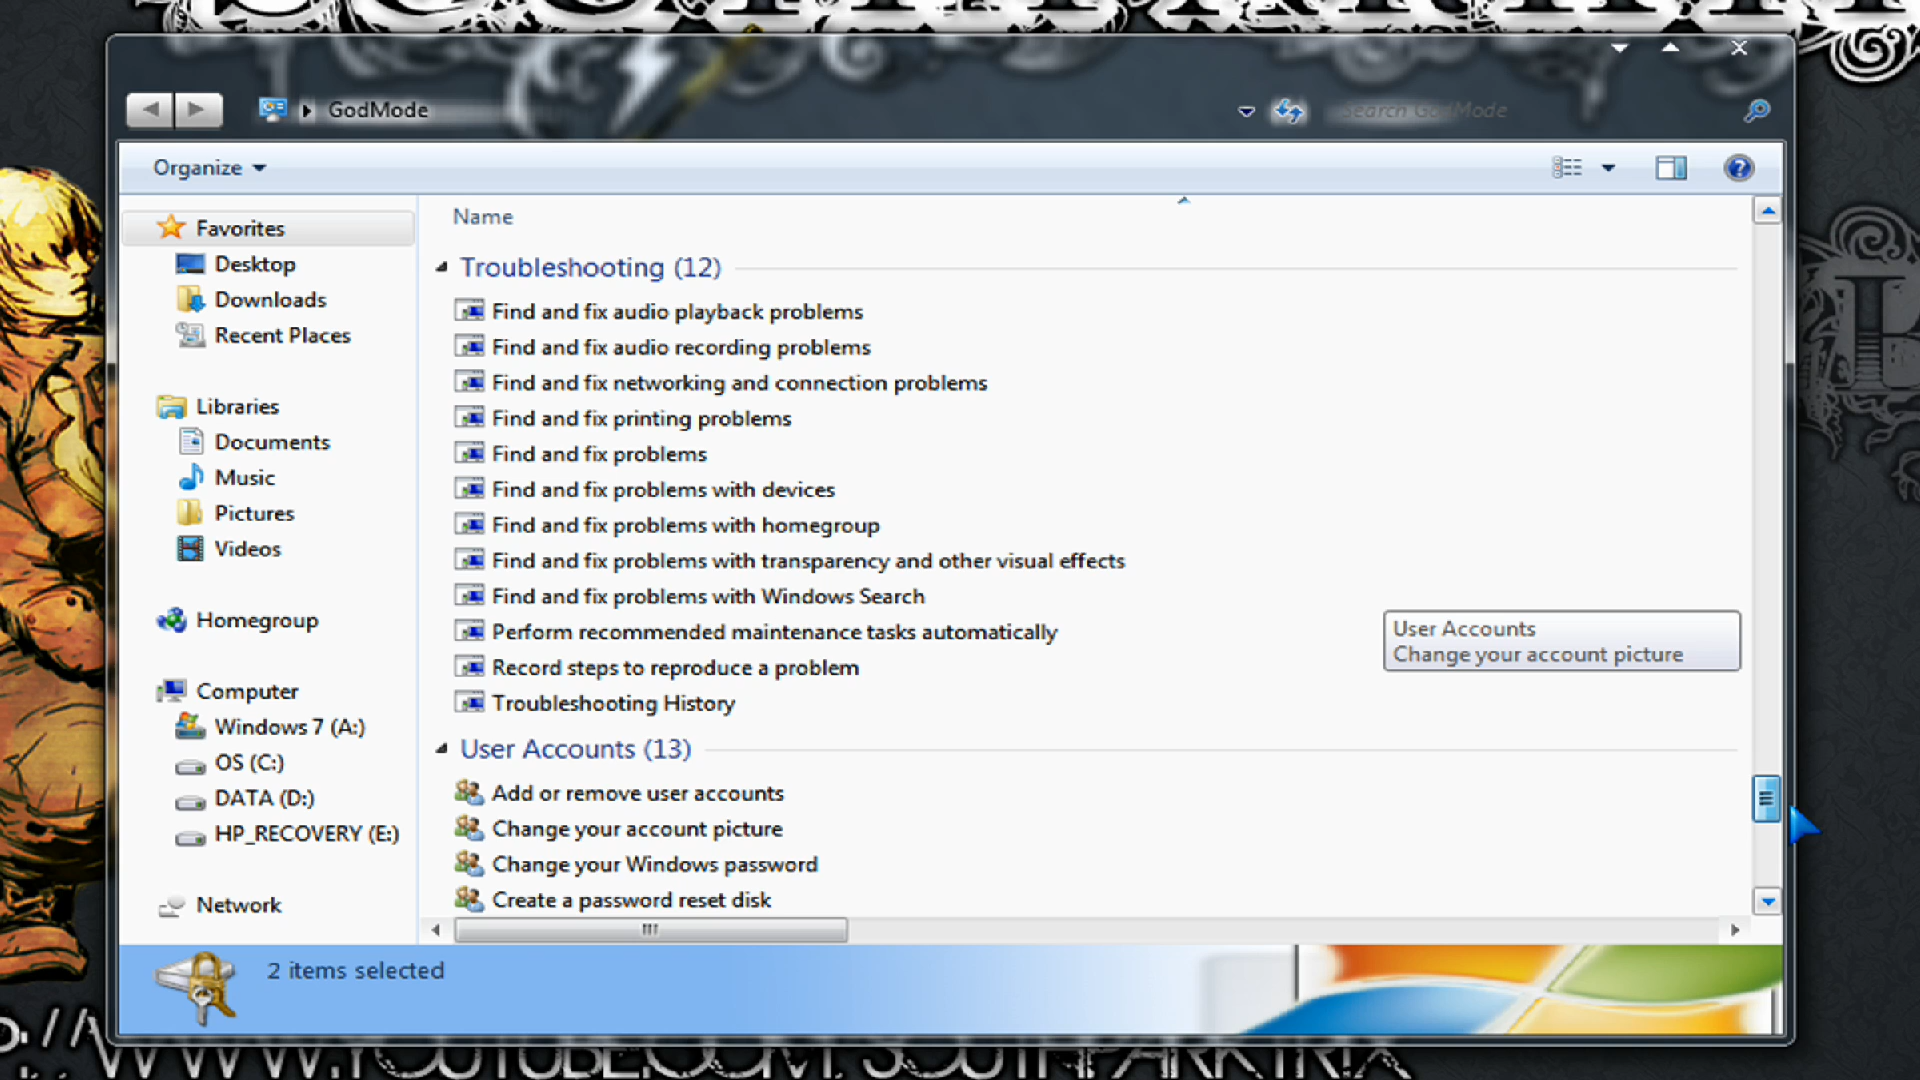 GodMode
Search GodMode
Organize
Name
Favorites
Desktop
Downloads
Recent Places
Libraries
Documents
Music
Pictures
Videos
Homegroup
Computer
Windows 7 (A:)
OS (C:)
DATA (D:)
HP_RECOVERY (E:)
Network
Troubleshooting (12)
Find and fix audio playback problems
Find and fix audio recording problems
Find and fix networking and connection problems
Find and fix printing problems
Find and fix problems
Find and fix problems with devices
Find and fix problems with homegroup
Find and fix problems with transparency and other visual effects
Find and fix problems with Windows Search
Perform recommended maintenance tasks automatically
Record steps to reproduce a problem
Troubleshooting History
User Accounts
Change your account picture
User Accounts (13)
Add or remove user accounts
Change your account picture
Change your Windows password
Create a password reset disk
2 items selected
WWW.YOUTUBE.COM/SOUTHPARKTRIX